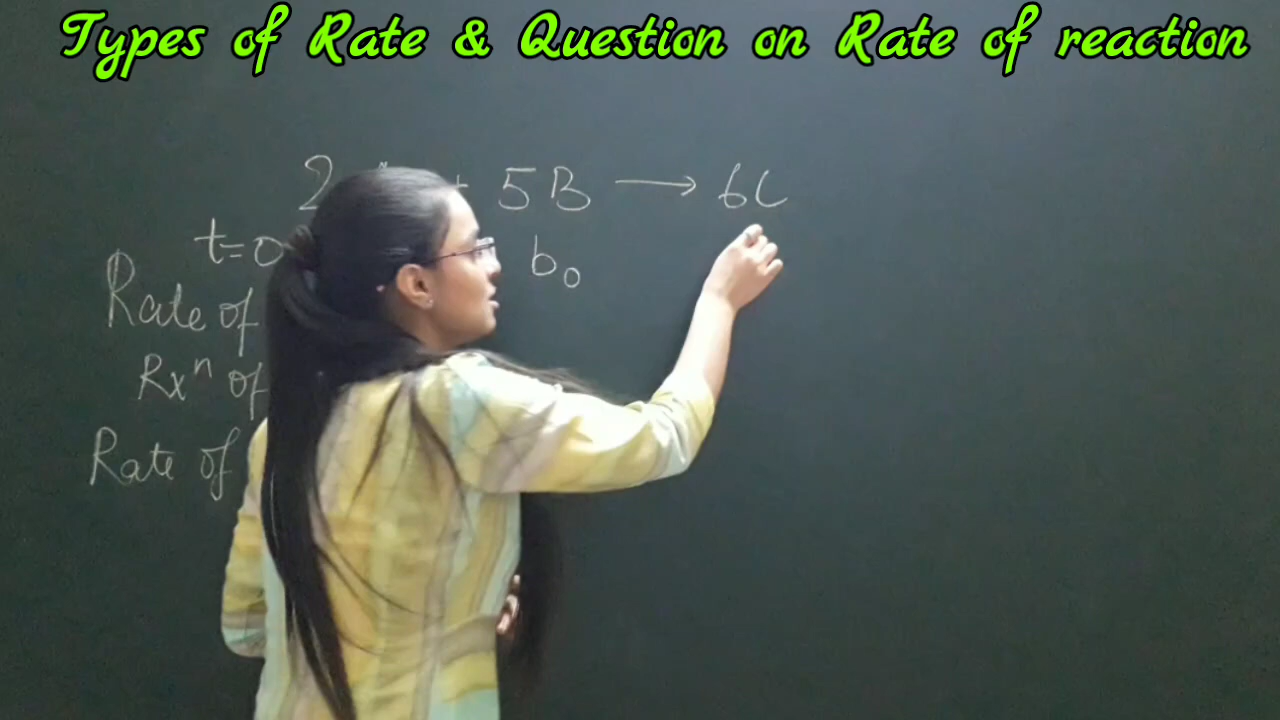 Types of Rate & Question on Rate of reaction
2 + 5B → 6C
t=0 b₀
Rate of
Rxⁿ of
Rate of